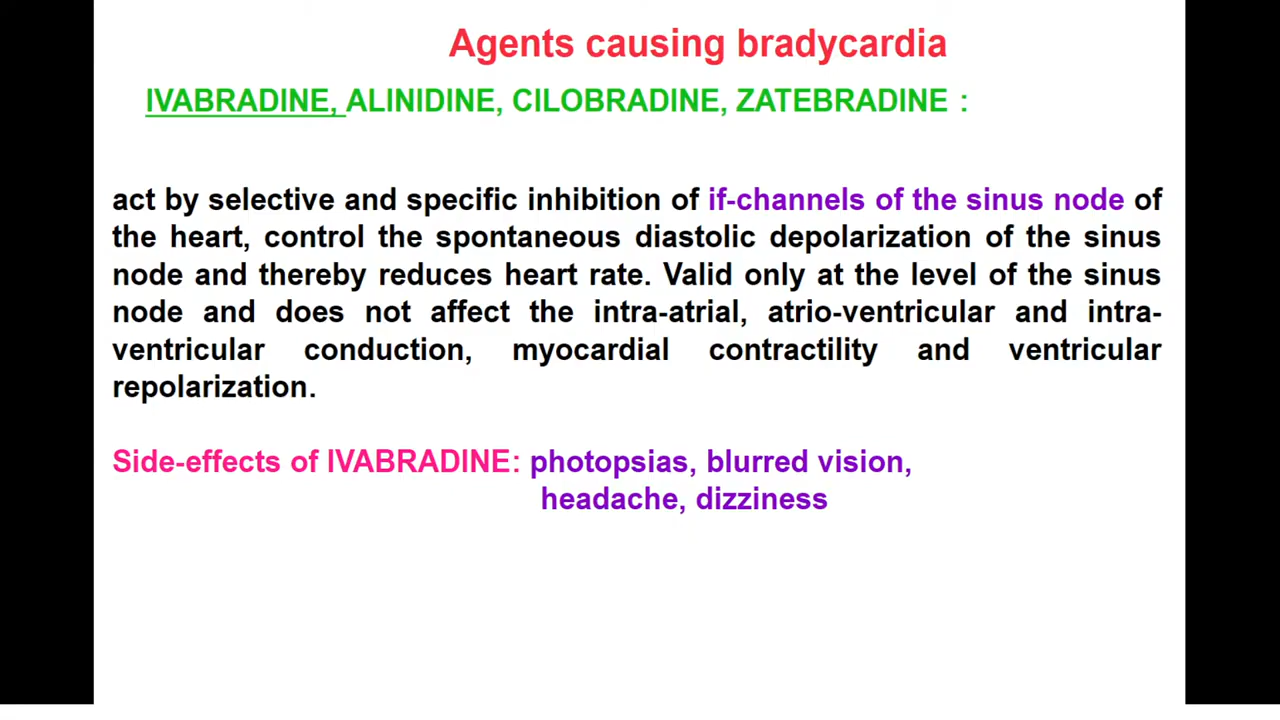 Agents causing bradycardia
IVABRADINE, ALINIDINE, CILOBRADINE, ZATEBRADINE :
act by selective and specific inhibition of if-channels of the sinus node of
the heart, control the spontaneous diastolic depolarization of the sinus
node and thereby reduces heart rate. Valid only at the level of the sinus
node and does not affect the intra-atrial, atrio-ventricular and intra-
ventricular conduction, myocardial contractility and ventricular
repolarization.
Side-effects of IVABRADINE: photopsias, blurred vision,
headache, dizziness